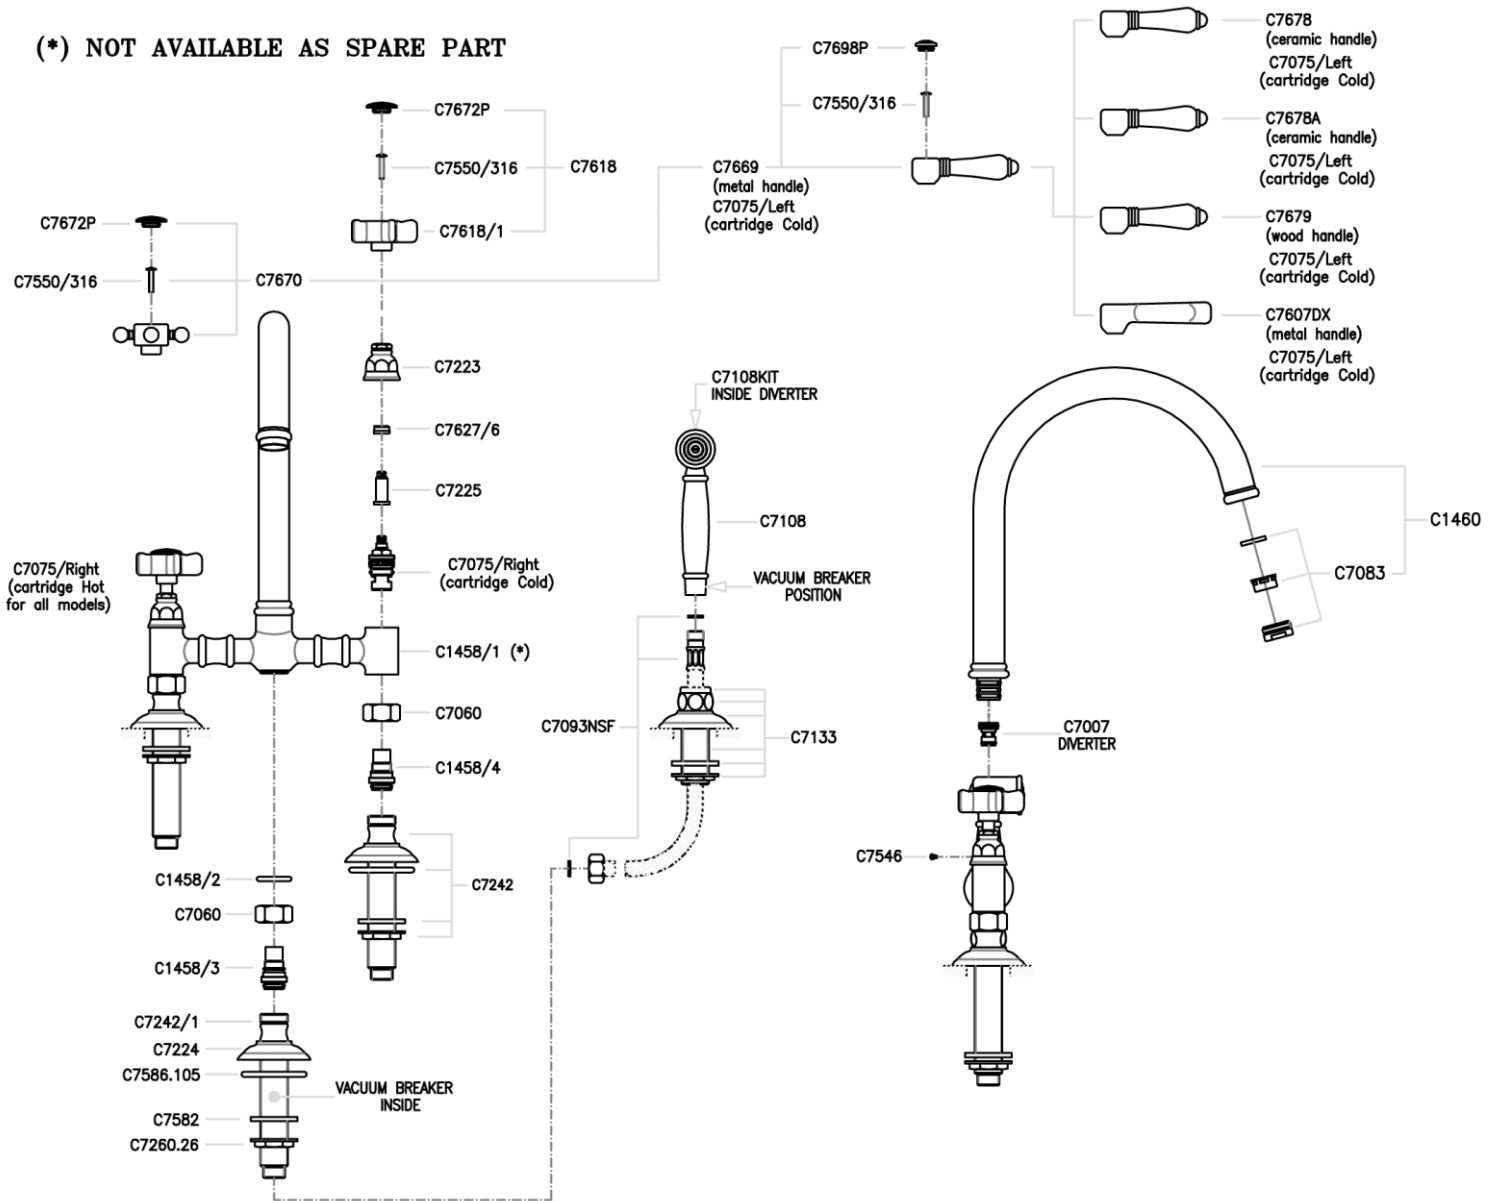 (*) NOT AVAILABLE AS SPARE PART
C7672P
C7550/316
C7618
C7618/1
C7672P
C7550/316
C7670
C7698P
C7550/316
C7669
(metal handle)
C7075/Left
(cartridge Cold)
C7678
(ceramic handle)
C7075/Left
(cartridge Cold)
C7678A
(ceramic handle)
C7075/Left
(cartridge Cold)
C7679
(wood handle)
C7075/Left
(cartridge Cold)
C7607DX
(metal handle)
C7075/Left
(cartridge Cold)
C7223
C7627/6
C7225
C7075/Right
(cartridge Cold)
C7075/Right
(cartridge Hot
for all models)
C1458/1 (*)
C7060
C1458/4
C7242
C1458/2
C7060
C1458/3
C7242/1
C7224
C7586.105
VACUUM BREAKER
INSIDE
C7582
C7260.26
C7108KIT
INSIDE DIVERTER
C7108
VACUUM BREAKER
POSITION
C7093NSF
C7133
C1460
C7083
C7007
DIVERTER
C7546